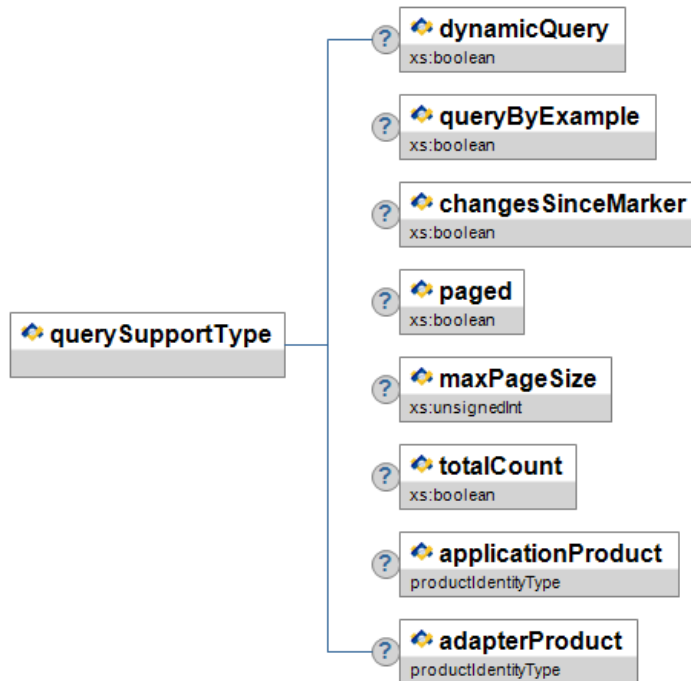 ?
dynamicQuery
xs:boolean
?
queryByExample
xs:boolean
?
changesSinceMarker
xs:boolean
?
paged
xs:boolean
querySupportType
?
maxPageSize
xs:unsignedInt
?
totalCount
xs:boolean
?
applicationProduct
productIdentityType
?
adapterProduct
productIdentityType